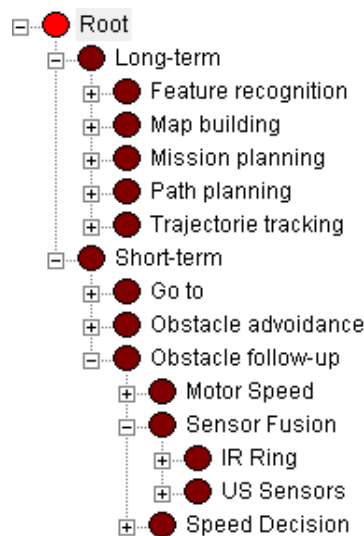 Root
Long-term
Feature recognition
Map building
Mission planning
Path planning
Trajectorie tracking
Short-term
Go to
Obstacle advoidance
Obstacle follow-up
Motor Speed
Sensor Fusion
IR Ring
US Sensors
Speed Decision